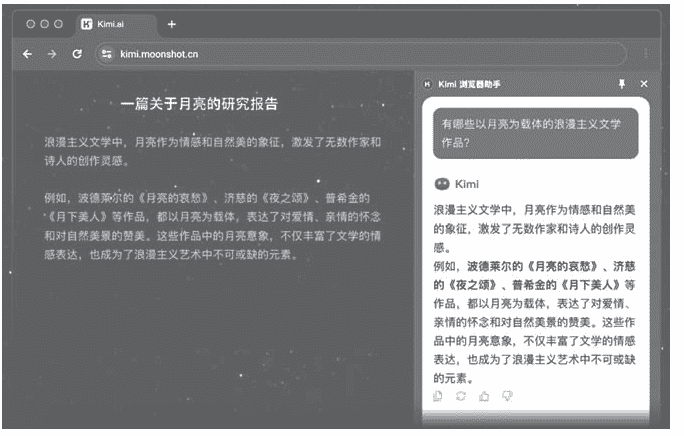 Kimi.ai
kimi.moonshot.cn
一篇关于月亮的研究报告
浪漫主义文学中，月亮作为情感和自然美的象征，激发了无数作家和
诗人的创作灵感。
例如，波德莱尔的《月亮的哀愁》、济慈的《夜之颂》、普希金的
《月下美人》等作品，都以月亮为载体，表达了对爱情、亲情的怀念
和对自然美景的赞美。这些作品中的月亮意象，不仅丰富了文学的情
感表达，也成为了浪漫主义艺术中不可或缺的元素。
Kimi 浏览器助手
有哪些以月亮为载体的浪漫主义文学
作品？
Kimi
浪漫主义文学中，月亮作为情感和自然美
的象征，激发了无数作家和诗人的创作灵
感。
例如，波德莱尔的《月亮的哀愁》、济慈
的《夜之颂》、普希金的《月下美人》等
作品，都以月亮为载体，表达了对爱情、
亲情的怀念和对自然美景的赞美。这些作
品中的月亮意象，不仅丰富了文学的情感
表达，也成为了浪漫主义艺术中不可或缺
的元素。